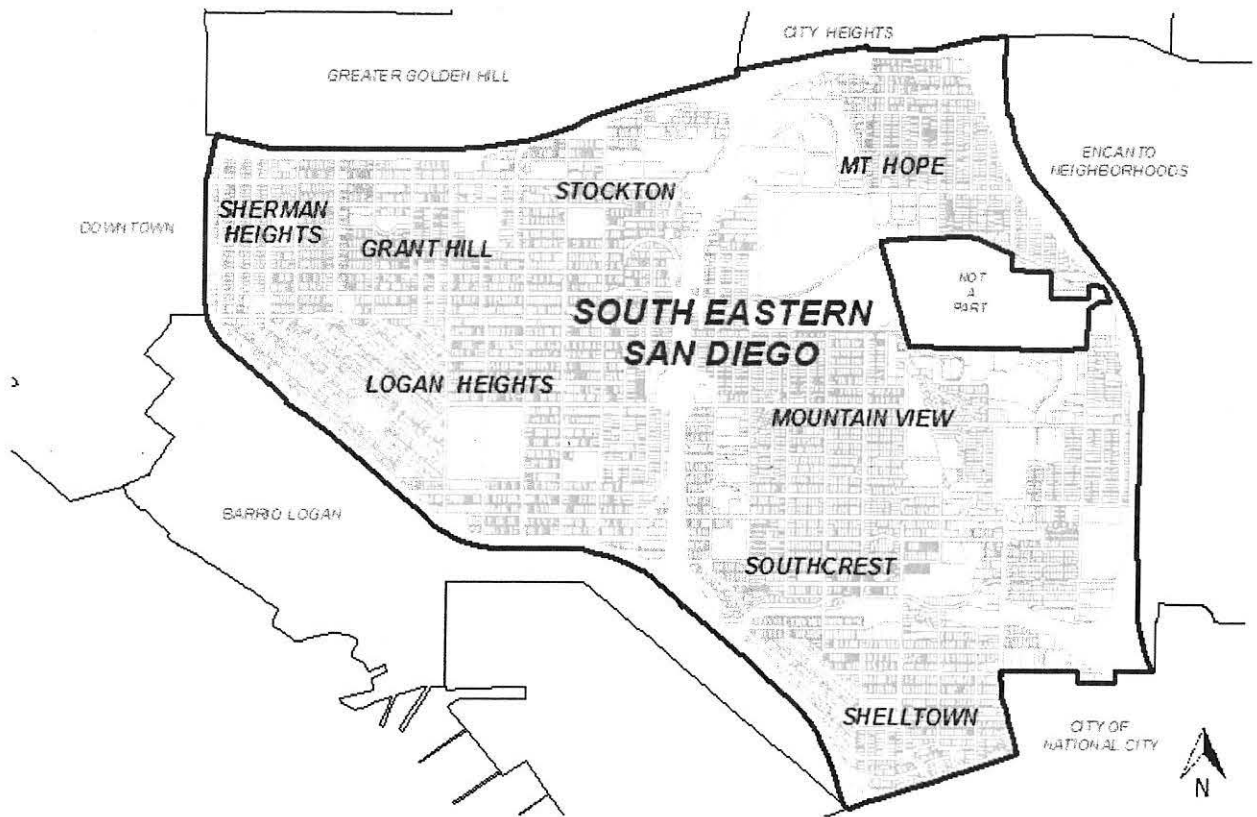 CITY HEIGHTS
GREATER GOLDEN HILL
MT HOPE
ENCANTO
NEIGHBORHOODS
STOCKTON
SHERMAN
HEIGHTS
DOWNTOWN
GRANT HILL
NOT
A
PART
SOUTH EASTERN
SAN DIEGO
LOGAN HEIGHTS
MOUNTAIN VIEW
BARRIO LOGAN
SOUTHCREST
SHELLTOWN
CITY OF
NATIONAL CITY
N